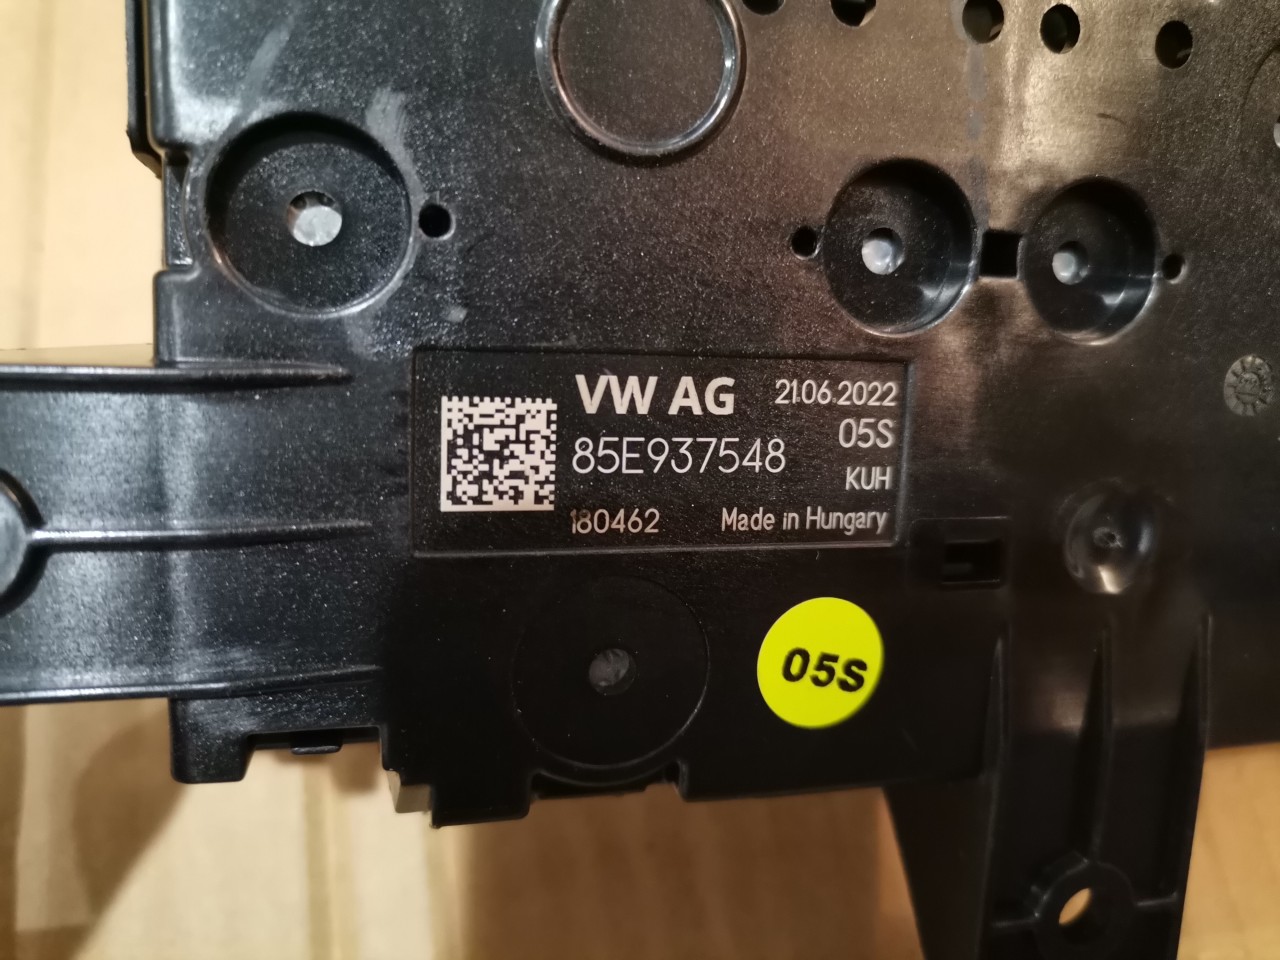 VW AG 21.06.2022
85E937548 05S
KUH
180462 Made in Hungary
05S